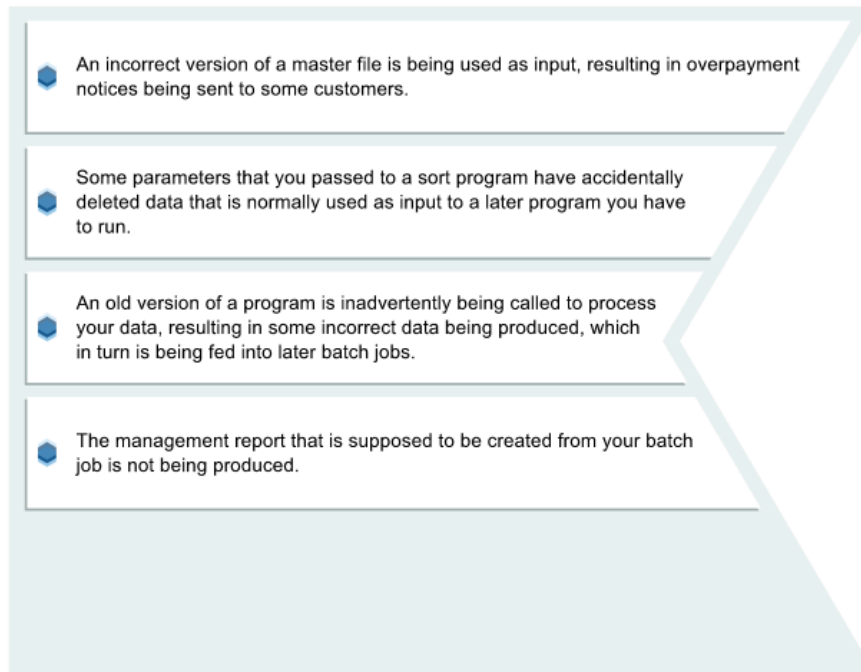 An incorrect version of a master file is being used as input, resulting in overpayment
notices being sent to some customers.
Some parameters that you passed to a sort program have accidentally
deleted data that is normally used as input to a later program you have
to run.
An old version of a program is inadvertently being called to process
your data, resulting in some incorrect data being produced, which
in turn is being fed into later batch jobs.
The management report that is supposed to be created from your batch
job is not being produced.